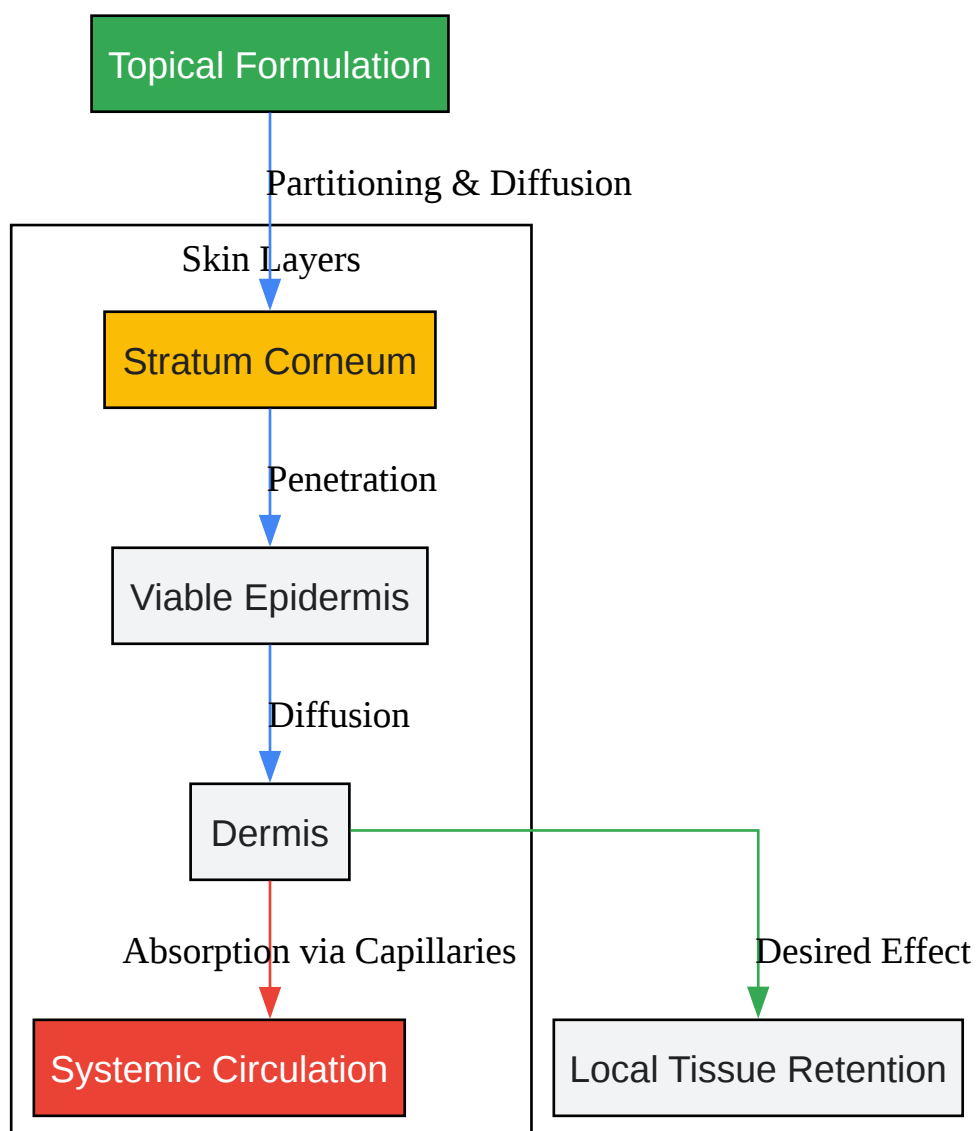 Topical Formulation
Partitioning & Diffusion
Skin Layers
Stratum Corneum
Penetration
Viable Epidermis
Diffusion
Dermis
Absorption via Capillaries
Desired Effect
Systemic Circulation
Local Tissue Retention